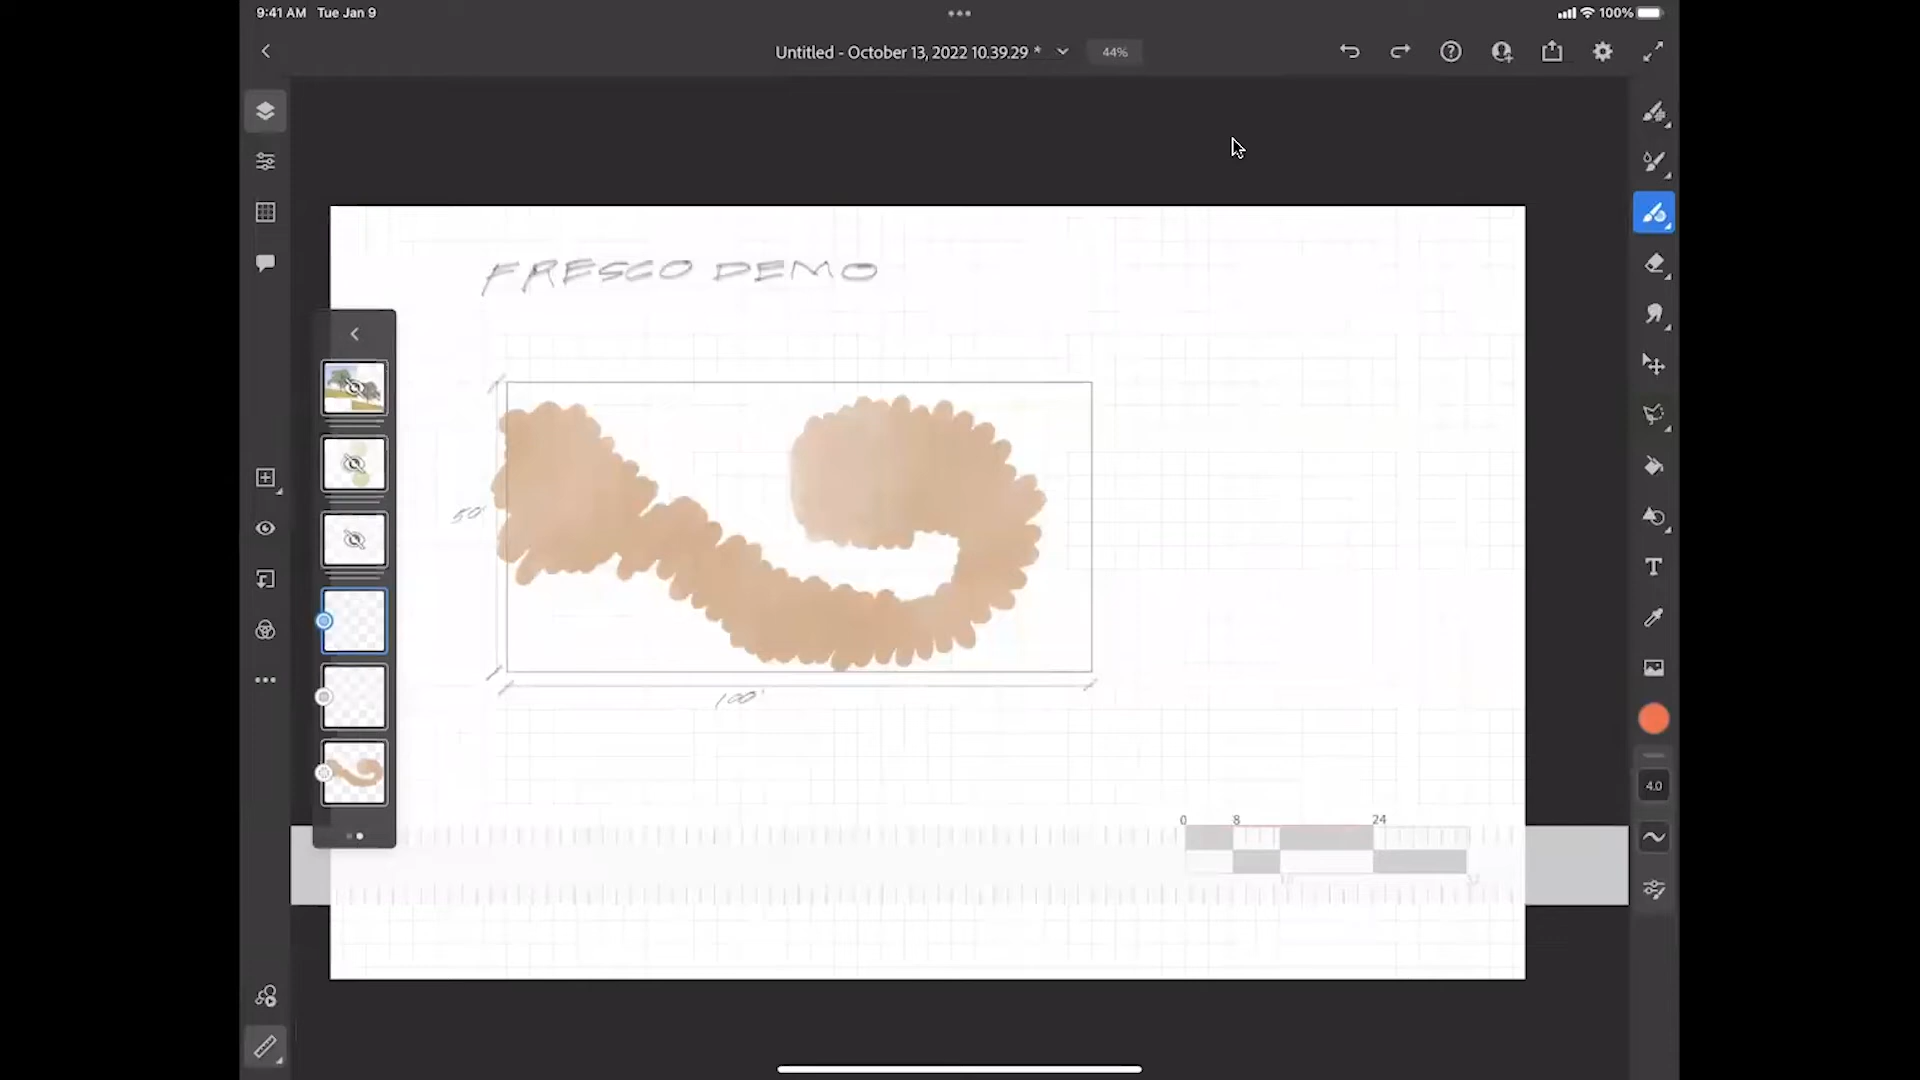 9:41 AM Tue Jan 9
100%
Untitled - October 13, 2022 10.39.29 *
44%
FRESCO DEMO
50'
100'
4.0
0 8 24